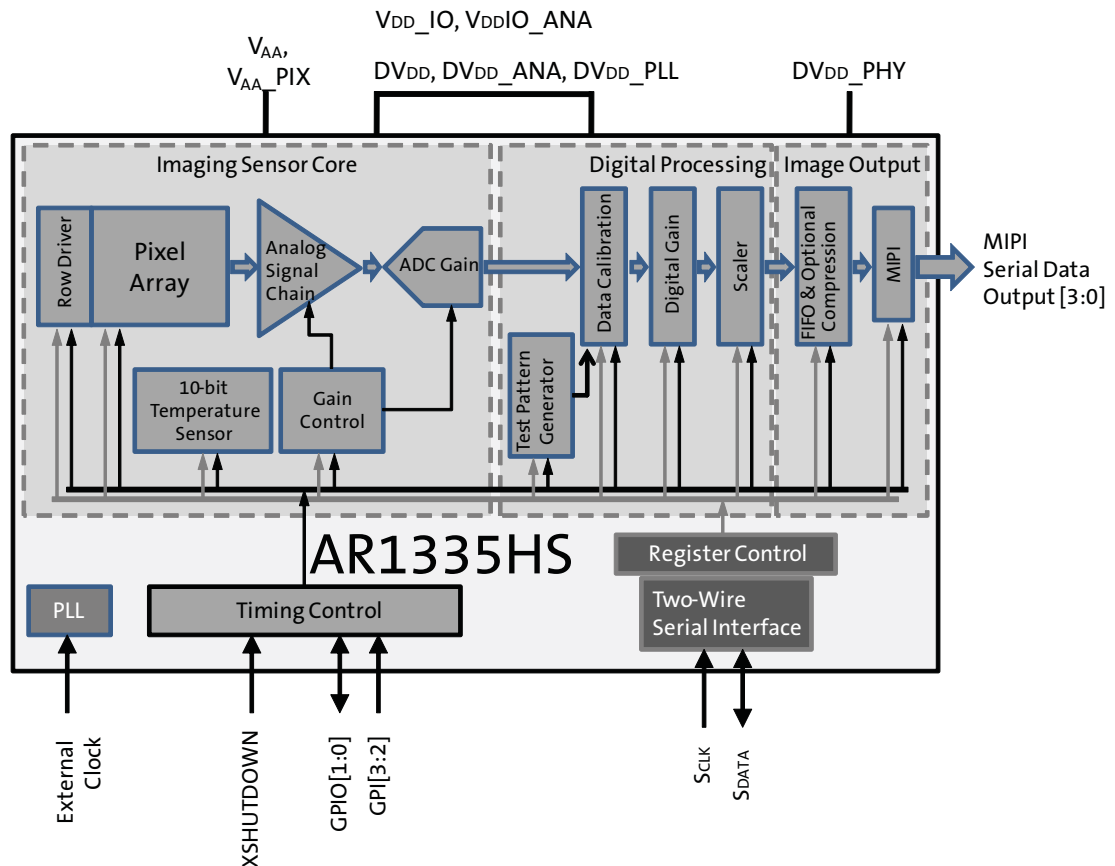 VDD_IO, VDDIO_ANA
VAA,
VAA_PIX
DVDD, DVDD_ANA, DVDD_PLL
DVDD_PHY
Imaging Sensor Core
Digital Processing
Image Output
Row Driver
Pixel
Array
Analog
Signal
Chain
ADC Gain
Data Calibration
Digital Gain
Scaler
FIFO & Optional
Compression
MIPI
MIPI
Serial Data
Output [3:0]
10-bit
Temperature
Sensor
Gain
Control
Test Pattern
Generator
AR1335HS
Register Control
PLL
Timing Control
Two-Wire
Serial Interface
External
Clock
XSHUTDOWN
GPIO[1:0]
GPI[3:2]
SCLK
SDATA